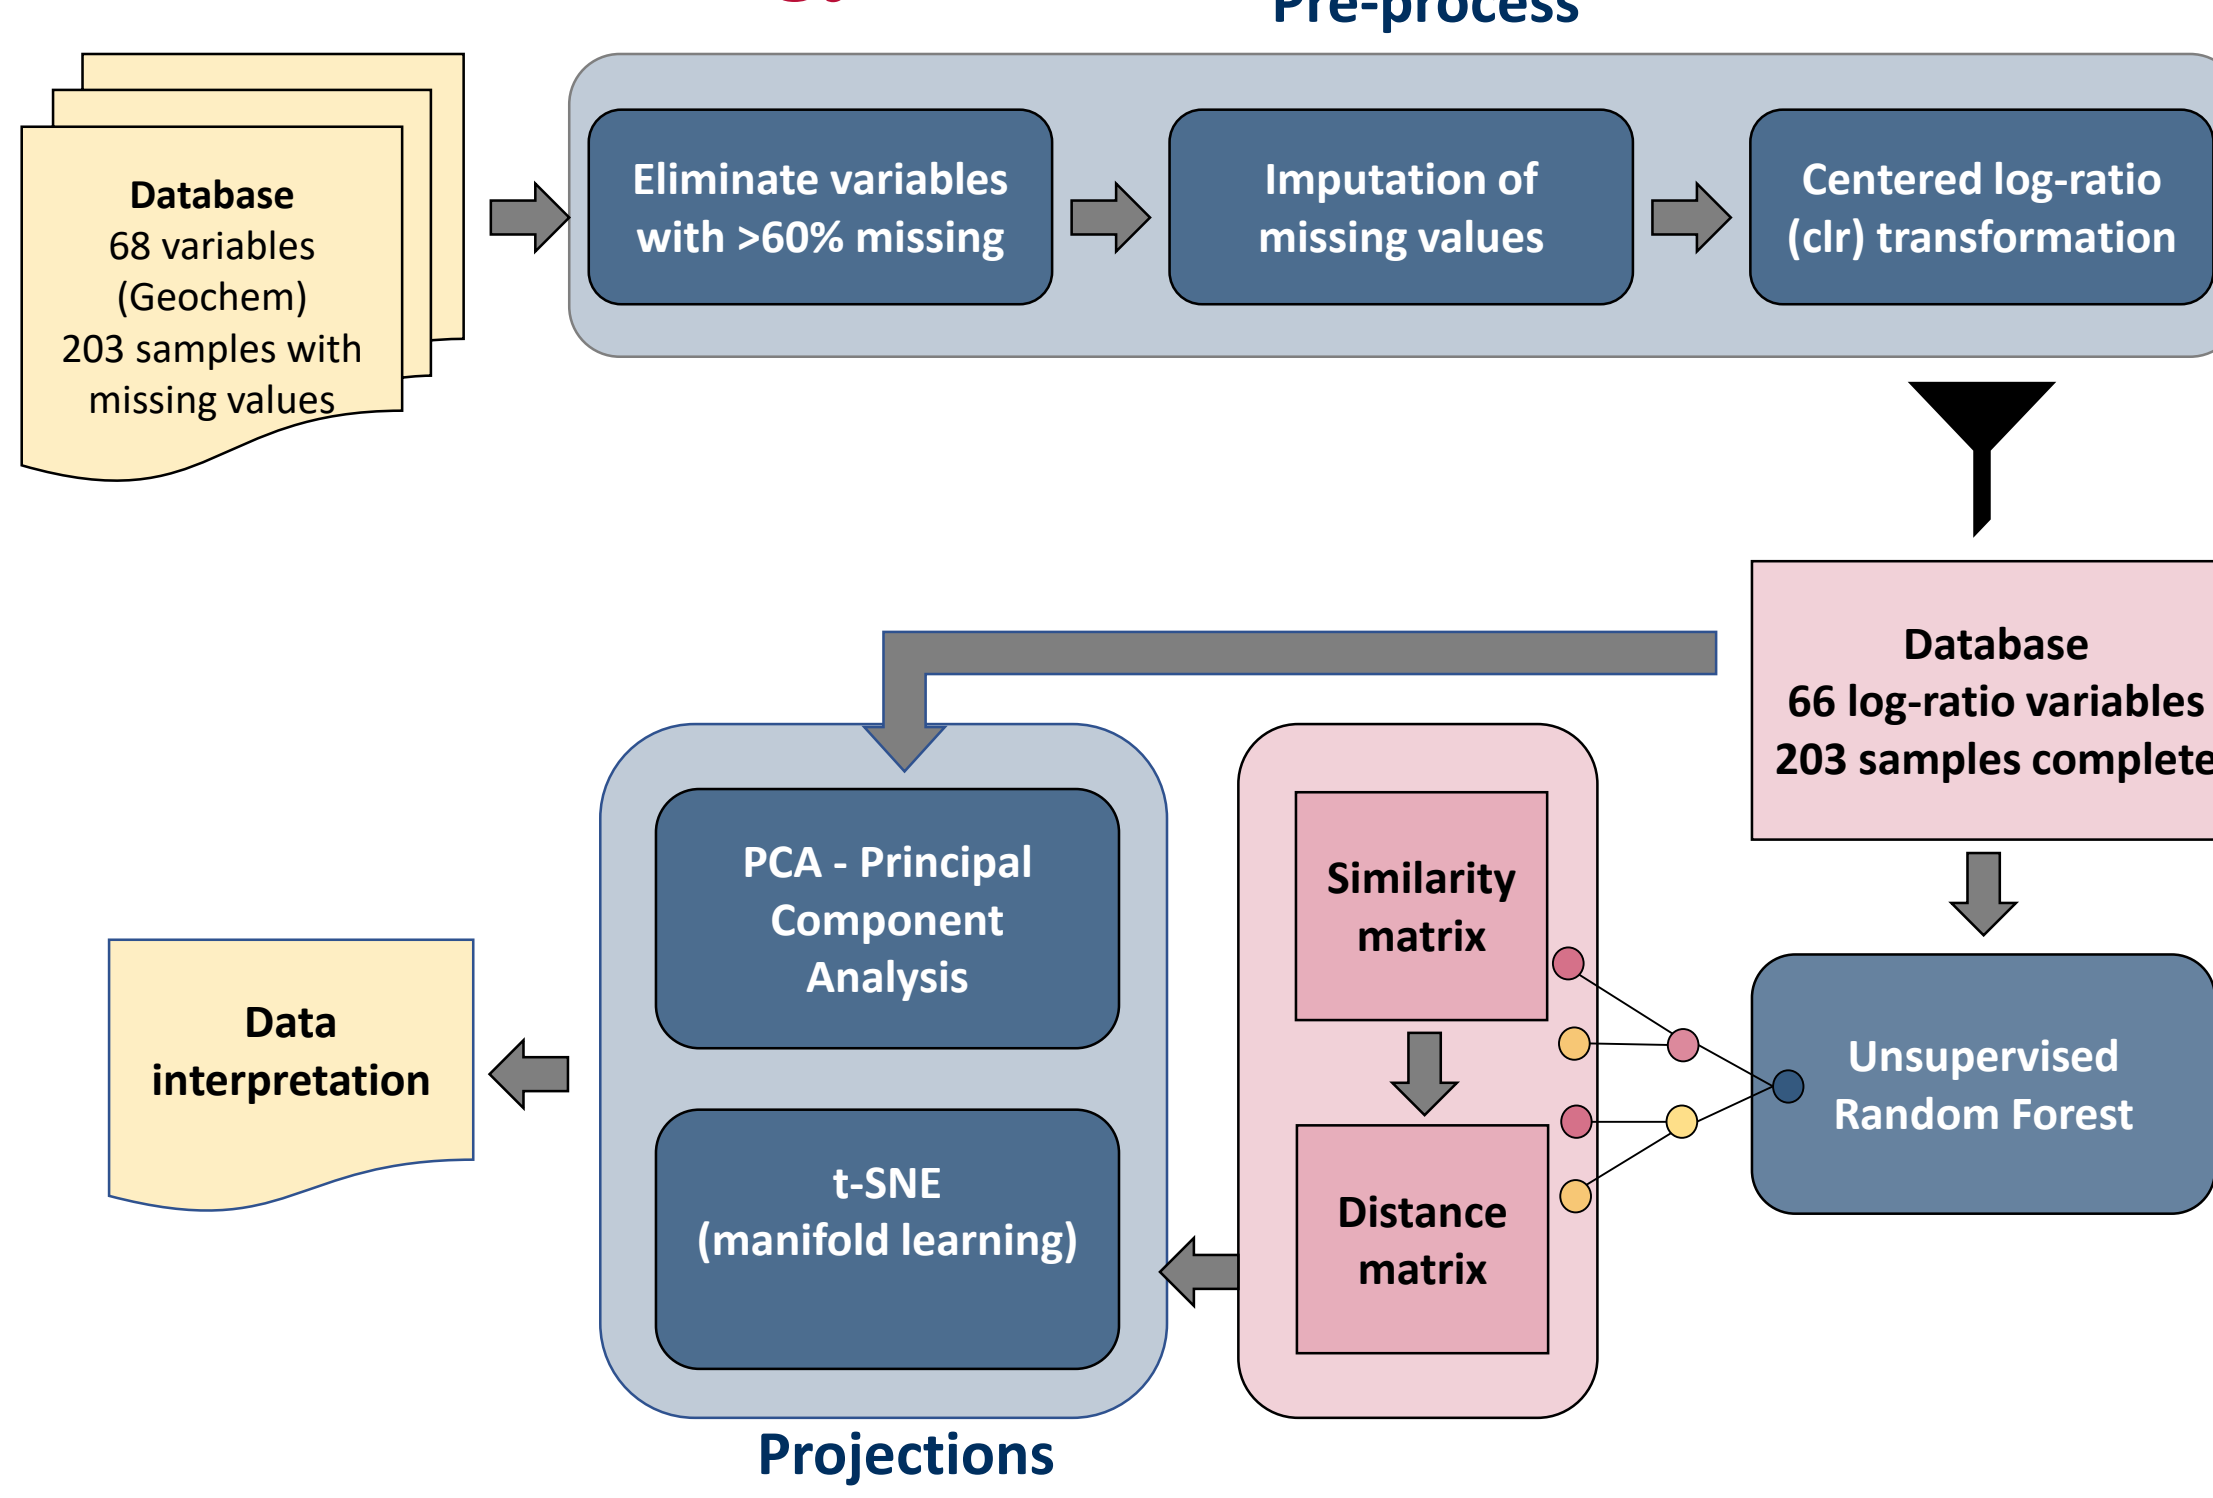 Pre-process
Database
68 variables
(Geochem)
203 samples with
missing values
Eliminate variables
with >60% missing
Imputation of
missing values
Centered log-ratio
(clr) transformation
Database
66 log-ratio variables
203 samples complete
PCA - Principal
Component
Analysis
Similarity
matrix
Data
interpretation
Unsupervised
Random Forest
t-SNE
(manifold learning)
Distance
matrix
Projections